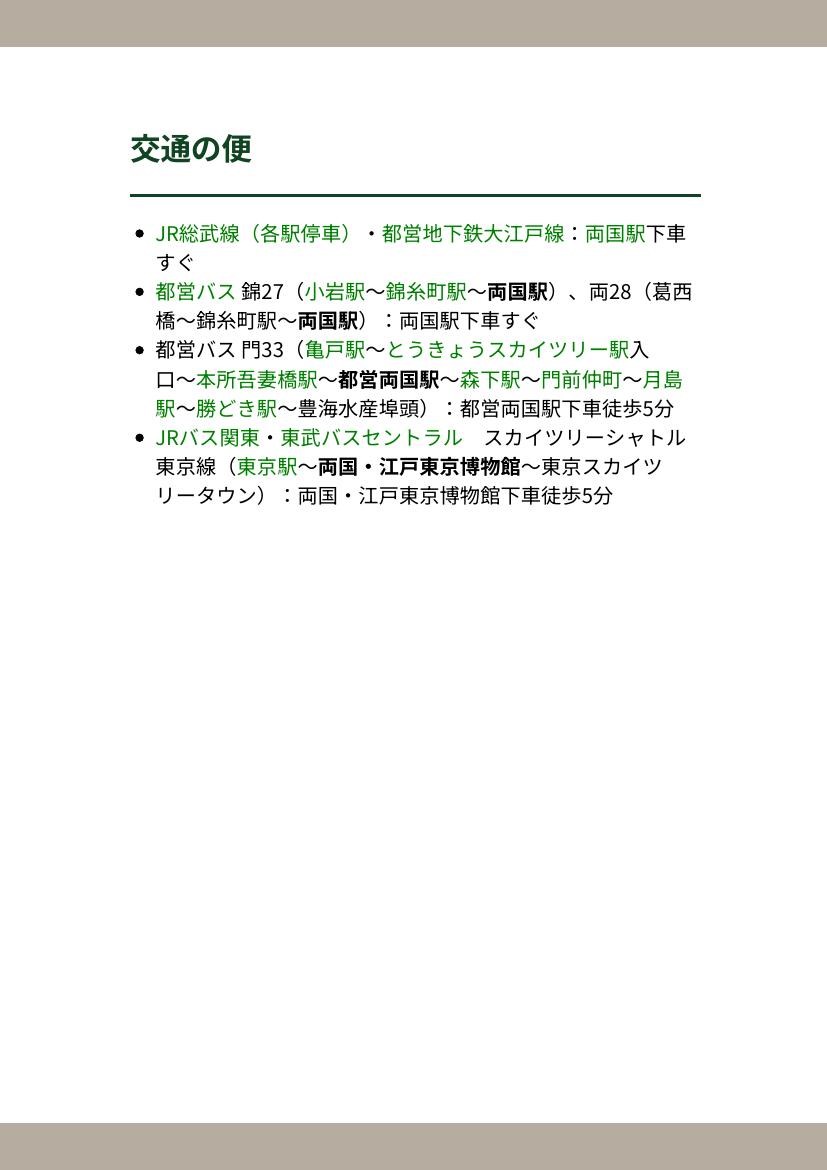 交通の便
• JR総武線（各駅停車）・都営地下鉄大江戸線：両国駅下車
すぐ
• 都営バス 錦27（小岩駅～錦糸町駅～両国駅）、両28（葛西
橋～錦糸町駅～両国駅）：両国駅下車すぐ
• 都営バス 門33（亀戸駅～とうきょうスカイツリー駅入
口～本所吾妻橋駅～都営両国駅～森下駅～門前仲町～月島
駅～勝どき駅～豊海水産埠頭）：都営両国駅下車徒歩5分
• JRバス関東・東武バスセントラル　スカイツリーシャトル
東京線（東京駅～両国・江戸東京博物館～東京スカイツ
リータウン）：両国・江戸東京博物館下車徒歩5分